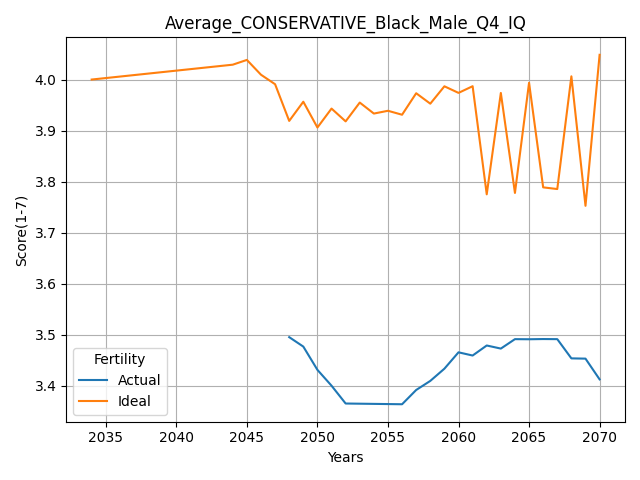 Average_CONSERVATIVE_Black_Male_Q4_IQ
Score(1-7)
4.0
3.9
3.8
3.7
3.6
3.5
3.4
Fertility
Actual
Ideal
2035 2040 2045 2050 2055 2060 2065 2070
Years